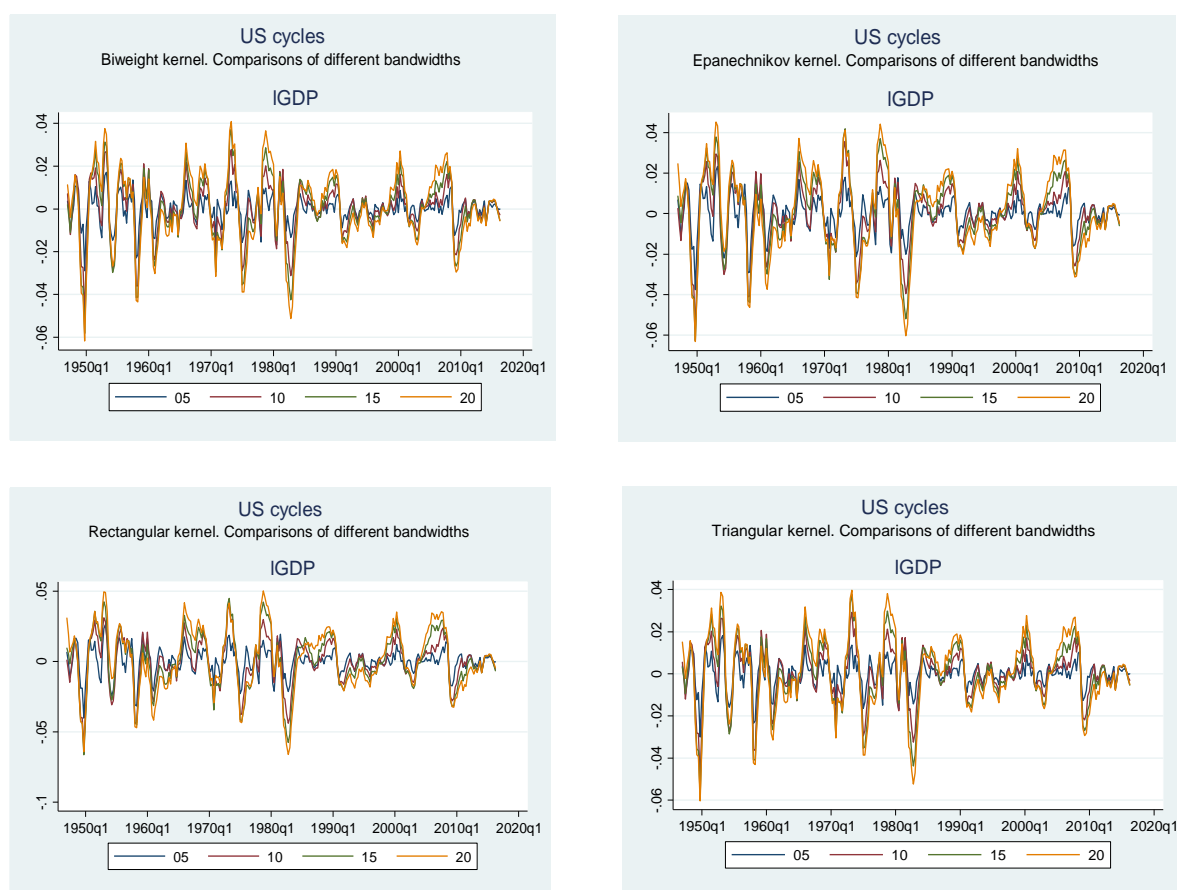 US cycles
Biweight kernel. Comparisons of different bandwidths
lGDP
.04
.02
0
-.02
-.04
-.06
1950q1 1960q1 1970q1 1980q1 1990q1 2000q1 2010q1 2020q1
05 10 15 20
US cycles
Epanechnikov kernel. Comparisons of different bandwidths
lGDP
.04
.02
0
-.02
-.04
-.06
1950q1 1960q1 1970q1 1980q1 1990q1 2000q1 2010q1 2020q1
05 10 15 20
US cycles
Rectangular kernel. Comparisons of different bandwidths
lGDP
.05
0
-.05
-.1
1950q1 1960q1 1970q1 1980q1 1990q1 2000q1 2010q1 2020q1
05 10 15 20
US cycles
Triangular kernel. Comparisons of different bandwidths
lGDP
.04
.02
0
-.02
-.04
-.06
1950q1 1960q1 1970q1 1980q1 1990q1 2000q1 2010q1 2020q1
05 10 15 20